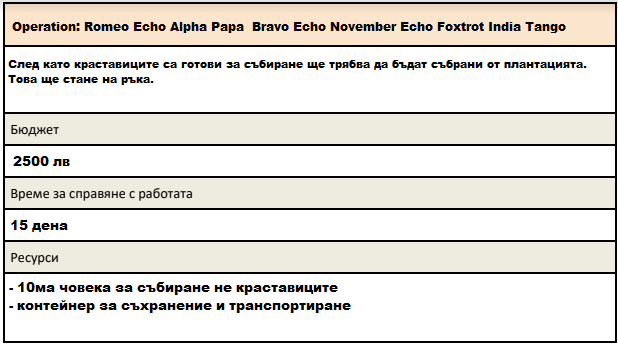 Operation: Romeo Echo Alpha Papa  Bravo Echo November Echo Foxtrot India Tango
След като краставиците са готови за събиране ще трябва да бъдат събрани от плантацията.
Това ще стане на ръка.
Бюджет
2500 лв
Време за справяне с работата
15 дена
Ресурси
- 10ма човека за събиране не краставиците
- контейнер за съхранение и транспортиране